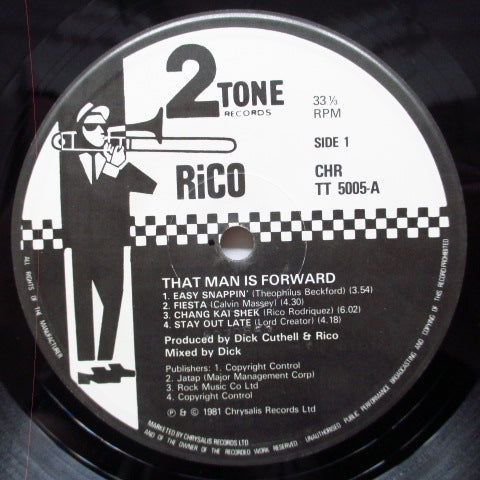 2 TONE
RECORDS
33 1/3
RPM
SIDE 1
RiCO
CHR
TT 5005-A
THAT MAN IS FORWARD
1. EASY SNAPPIN' (Theophilus Beckford) (3.54)
2. FIESTA (Calvin Massey) (4.30)
3. CHANG KAI SHEK (Rico Rodriquez) (6.02)
4. STAY OUT LATE (Lord Creator) (4.18)
Produced by Dick Cuthell & Rico
Mixed by Dick
Publishers: 1. Copyright Control
2. Jatap (Major Management Corp)
3. Rock Music Co Ltd
4. Copyright Control
℗ & © 1981 Chrysalis Records Ltd
MARKETED BY CHRYSALIS RECORDS LTD
ALL RIGHTS OF THE MANUFACTURER AND OF THE OWNER OF THE RECORDED WORK RESERVED UNAUTHORISED PUBLIC PERFORMANCE BROADCASTING AND COPYING OF THIS RECORD PROHIBITED